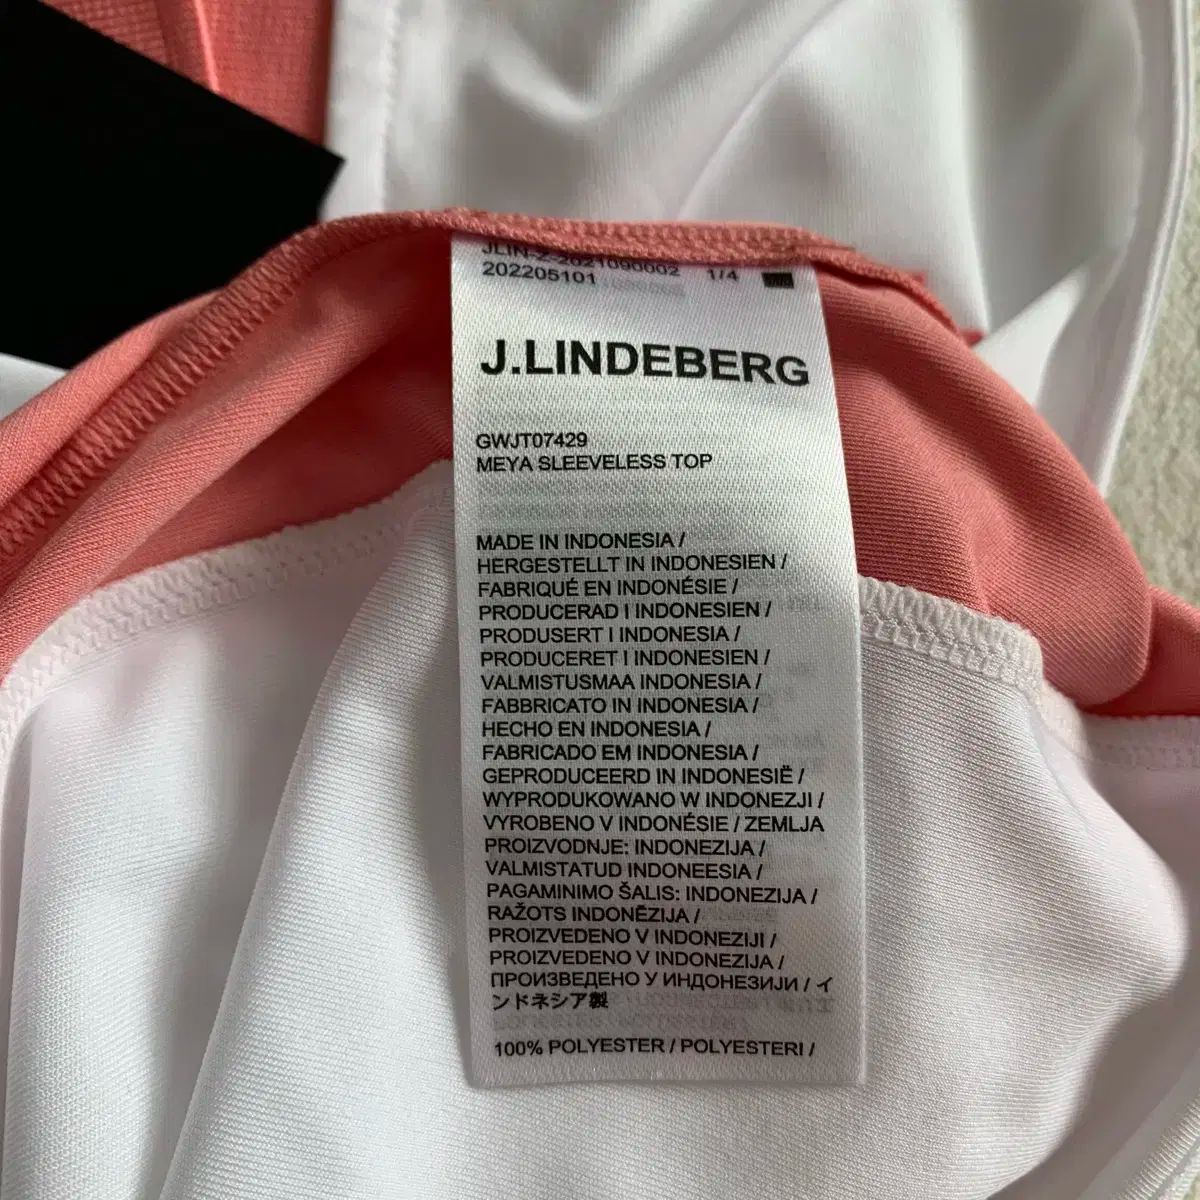 JLIN-Z-2021090002 1/4
202205101
J.LINDEBERG
GWJT07429
MEYA SLEEVELESS TOP
MADE IN INDONESIA /
HERGESTELLT IN INDONESIEN /
FABRIQUÉ EN INDONÉSIE /
PRODUCERAD I INDONESIEN /
PRODUSERT I INDONESIA /
PRODUCERET I INDONESIEN /
VALMISTUSMAA INDONESIA /
FABBRICATO IN INDONESIA /
HECHO EN INDONESIA /
FABRICADO EM INDONESIA /
GEPRODUCEERD IN INDONESIË /
WYPRODUKOWANO W INDONEZJI /
VYROBENO V INDONÉSIE / ZEMLJA
PROIZVODNJE: INDONEZIJA /
VALMISTATUD INDONEESIA /
PAGAMINIMO ŠALIS: INDONEZIJA /
RAŽOTS INDONĒZIJA /
PROIZVEDENO V INDONEZIJI /
PROIZVEDENO V INDONEZIJA /
ПРОИЗВЕДЕНО У ИНДОНЕЗИЈИ / イ
ンドネシア製
100% POLYESTER / POLYESTERI /